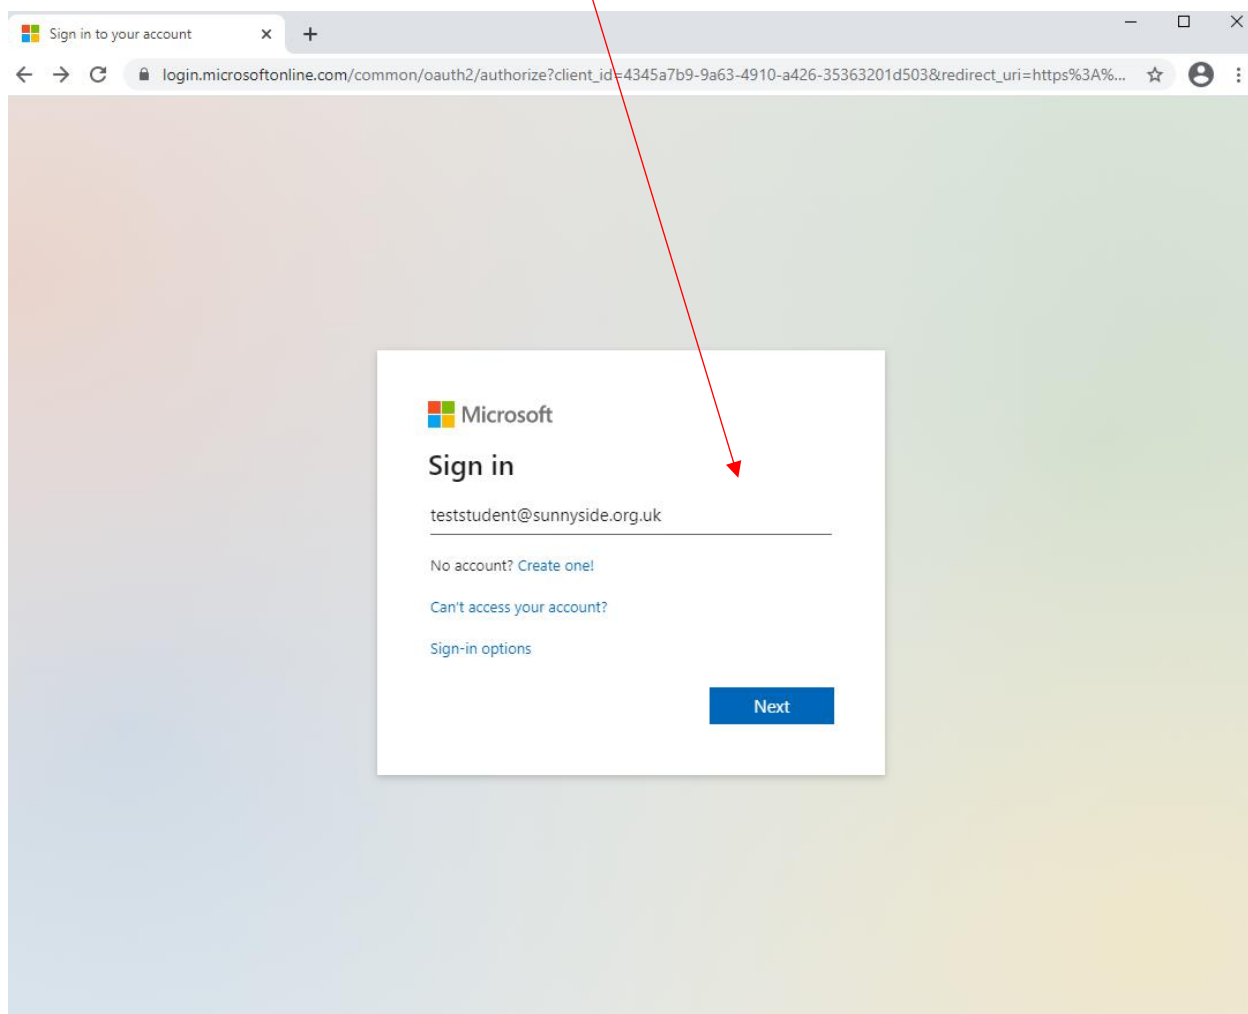 Sign in to your account
login.microsoftonline.com/common/oauth2/authorize?client_id=4345a7b9-9a63-4910-a426-35363201d503&redirect_uri=https%3A%...
Microsoft
Sign in
teststudent@sunnyside.org.uk
No account? Create one!
Can't access your account?
Sign-in options
Next